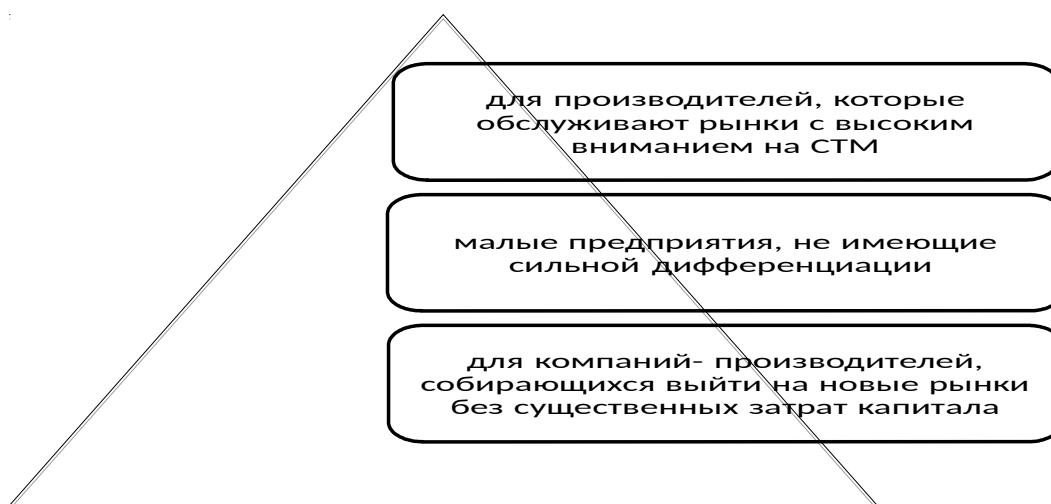 для производителей, которые
обслуживают рынки с высоким
вниманием на СТМ
малые предприятия, не имеющие
сильной дифференциации
для компаний- производителей,
собирающихся выйти на новые рынки
без существенных затрат капитала